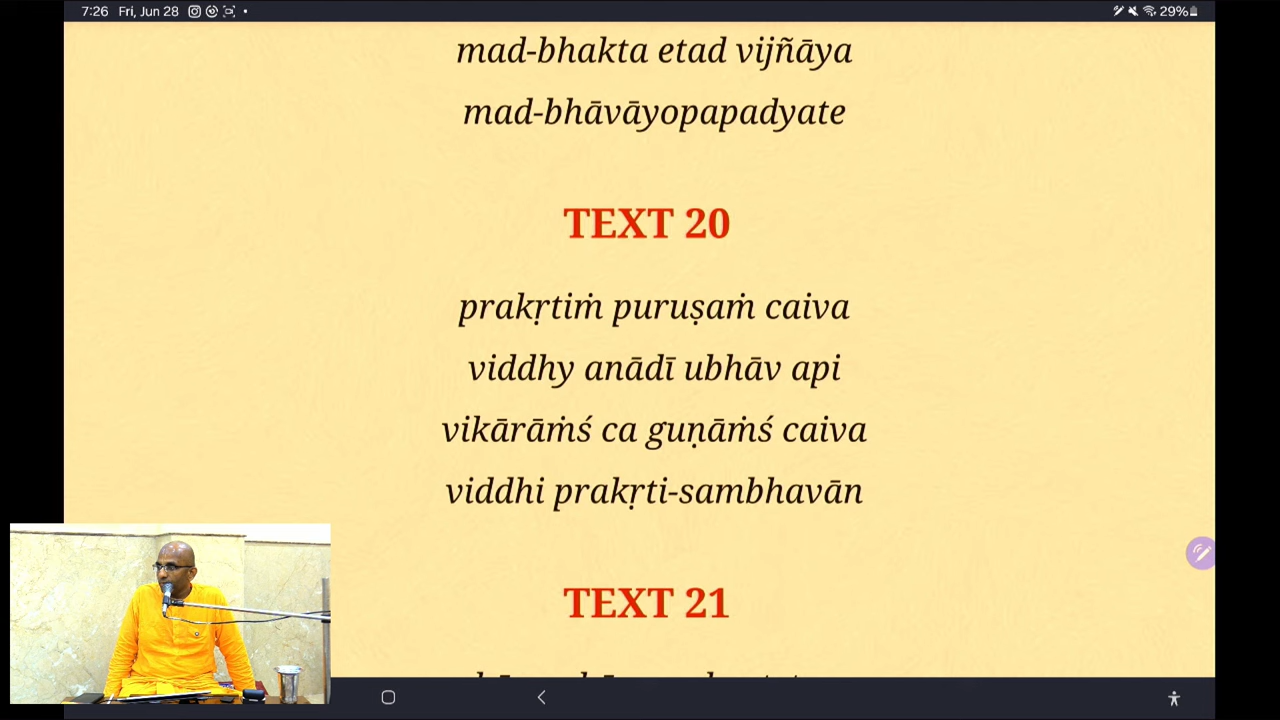 7:26 Fri, Jun 28
29%
mad-bhakta etad vijñāya
mad-bhāvāyopapadyate
TEXT 20
prakṛtiṁ puruṣaṁ caiva
viddhy anādī ubhāv api
vikārāṁś ca guṇāṁś caiva
viddhi prakṛti-sambhavān
TEXT 21